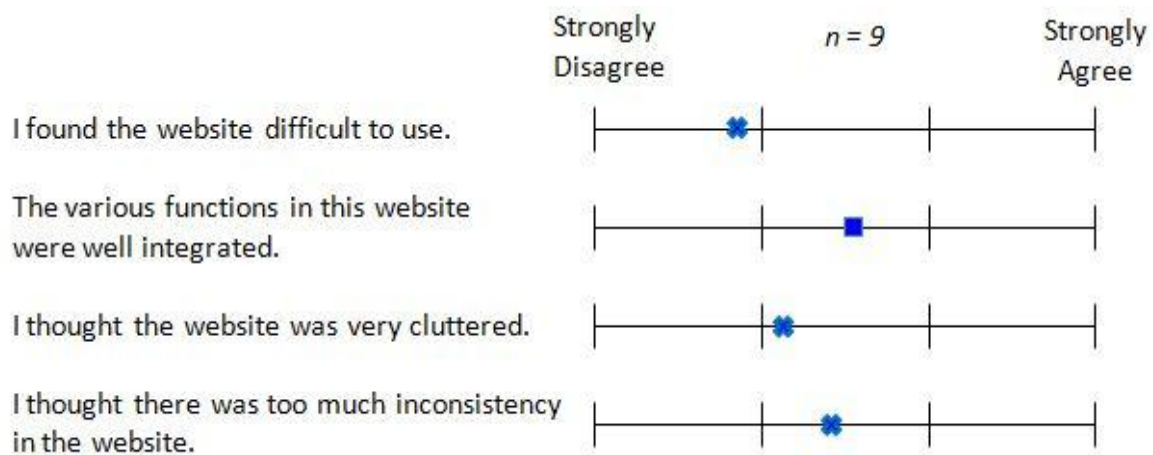 Strongly
Disagree
n = 9
Strongly
Agree
I found the website difficult to use.
The various functions in this website
were well integrated.
I thought the website was very cluttered.
I thought there was too much inconsistency
in the website.